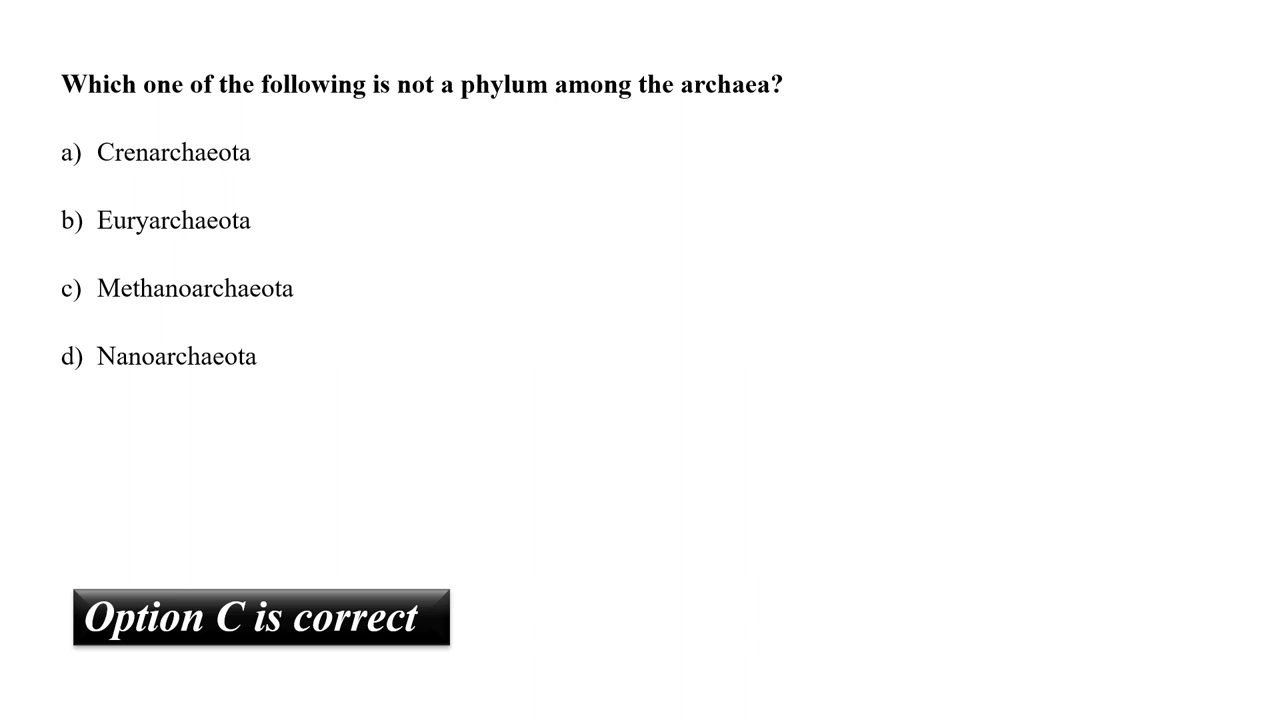 Which one of the following is not a phylum among the archaea?
a) Crenarchaeota
b) Euryarchaeota
c) Methanoarchaeota
d) Nanoarchaeota
Option C is correct